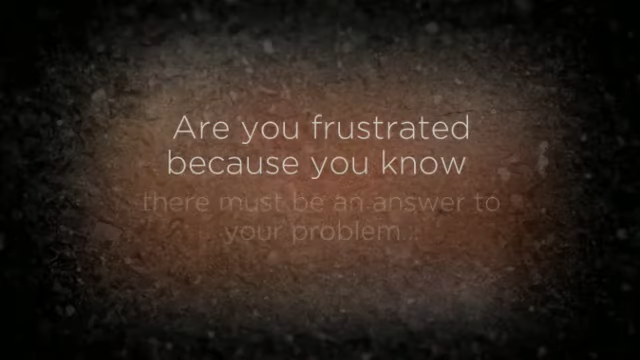 Are you frustrated
because you know
there must be an answer to
your problem...